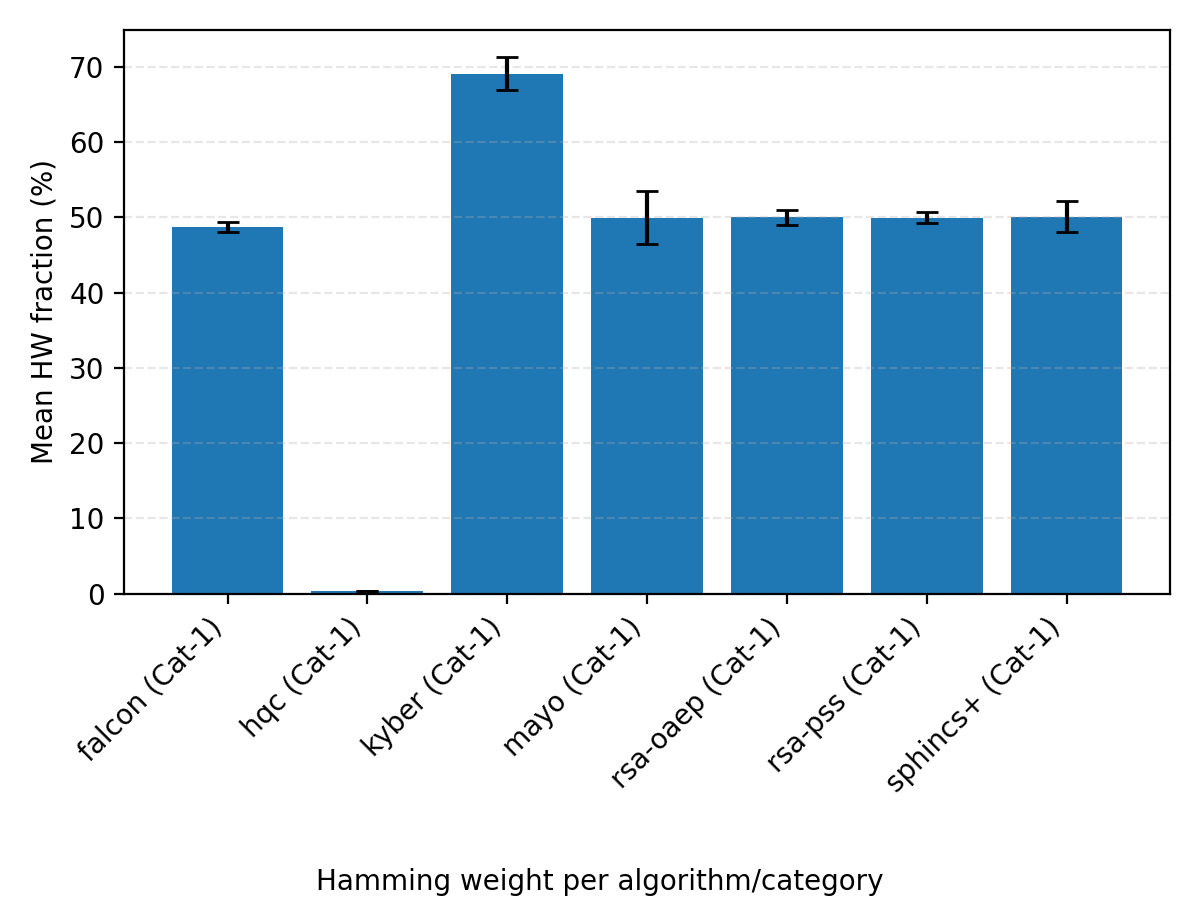 Mean HW fraction (%)
70
60
50
40
30
20
10
0
falcon (Cat-1)
hqc (Cat-1)
kyber (Cat-1)
mayo (Cat-1)
rsa-oaep (Cat-1)
rsa-pss (Cat-1)
sphincs+ (Cat-1)
Hamming weight per algorithm/category